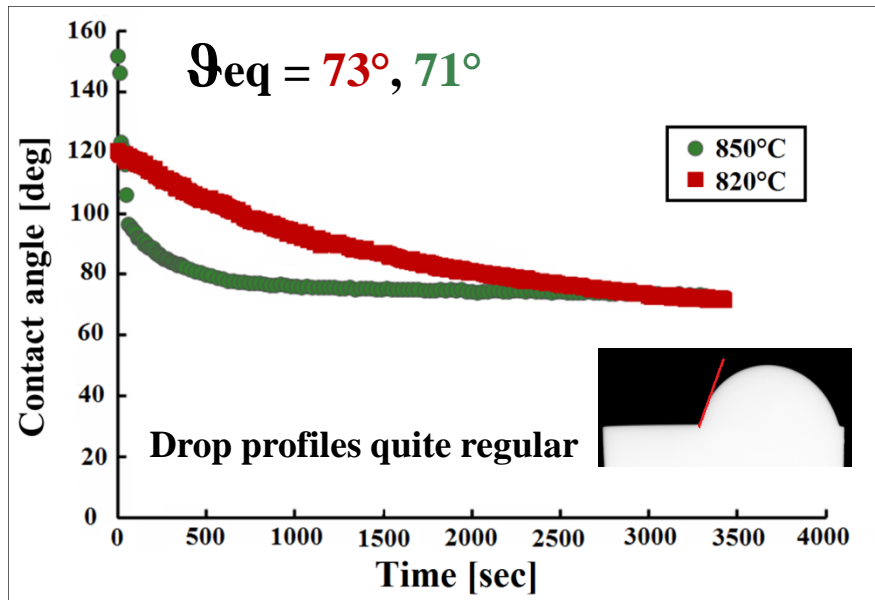 160
140
120
100
80
60
40
20
0
Contact angle [deg]
ϑeq = 73°, 71°
850°C
820°C
Drop profiles quite regular
0 500 1000 1500 2000 2500 3000 3500 4000
Time [sec]